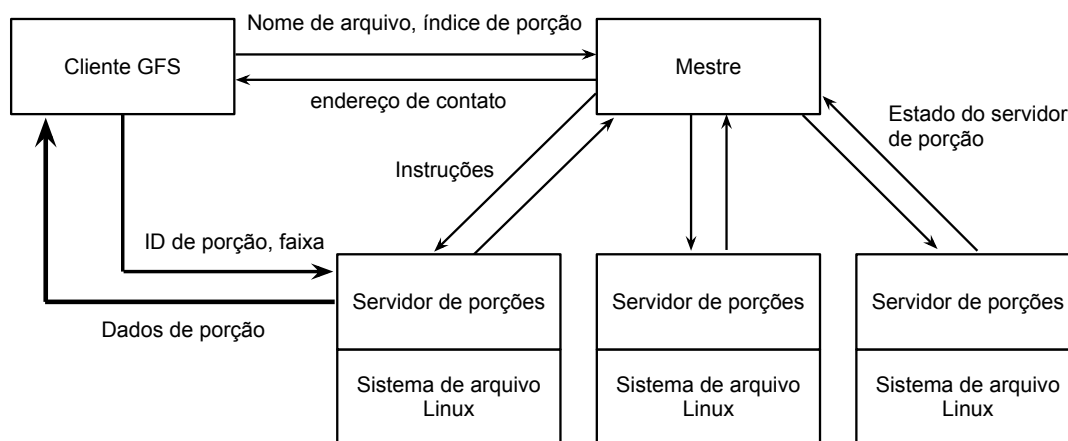 Nome de arquivo, índice de porção
Cliente GFS
Mestre
endereço de contato
Estado do servidor
de porção
Instruções
ID de porção, faixa
Servidor de porções
Servidor de porções
Servidor de porções
Dados de porção
Sistema de arquivo
Linux
Sistema de arquivo
Linux
Sistema de arquivo
Linux